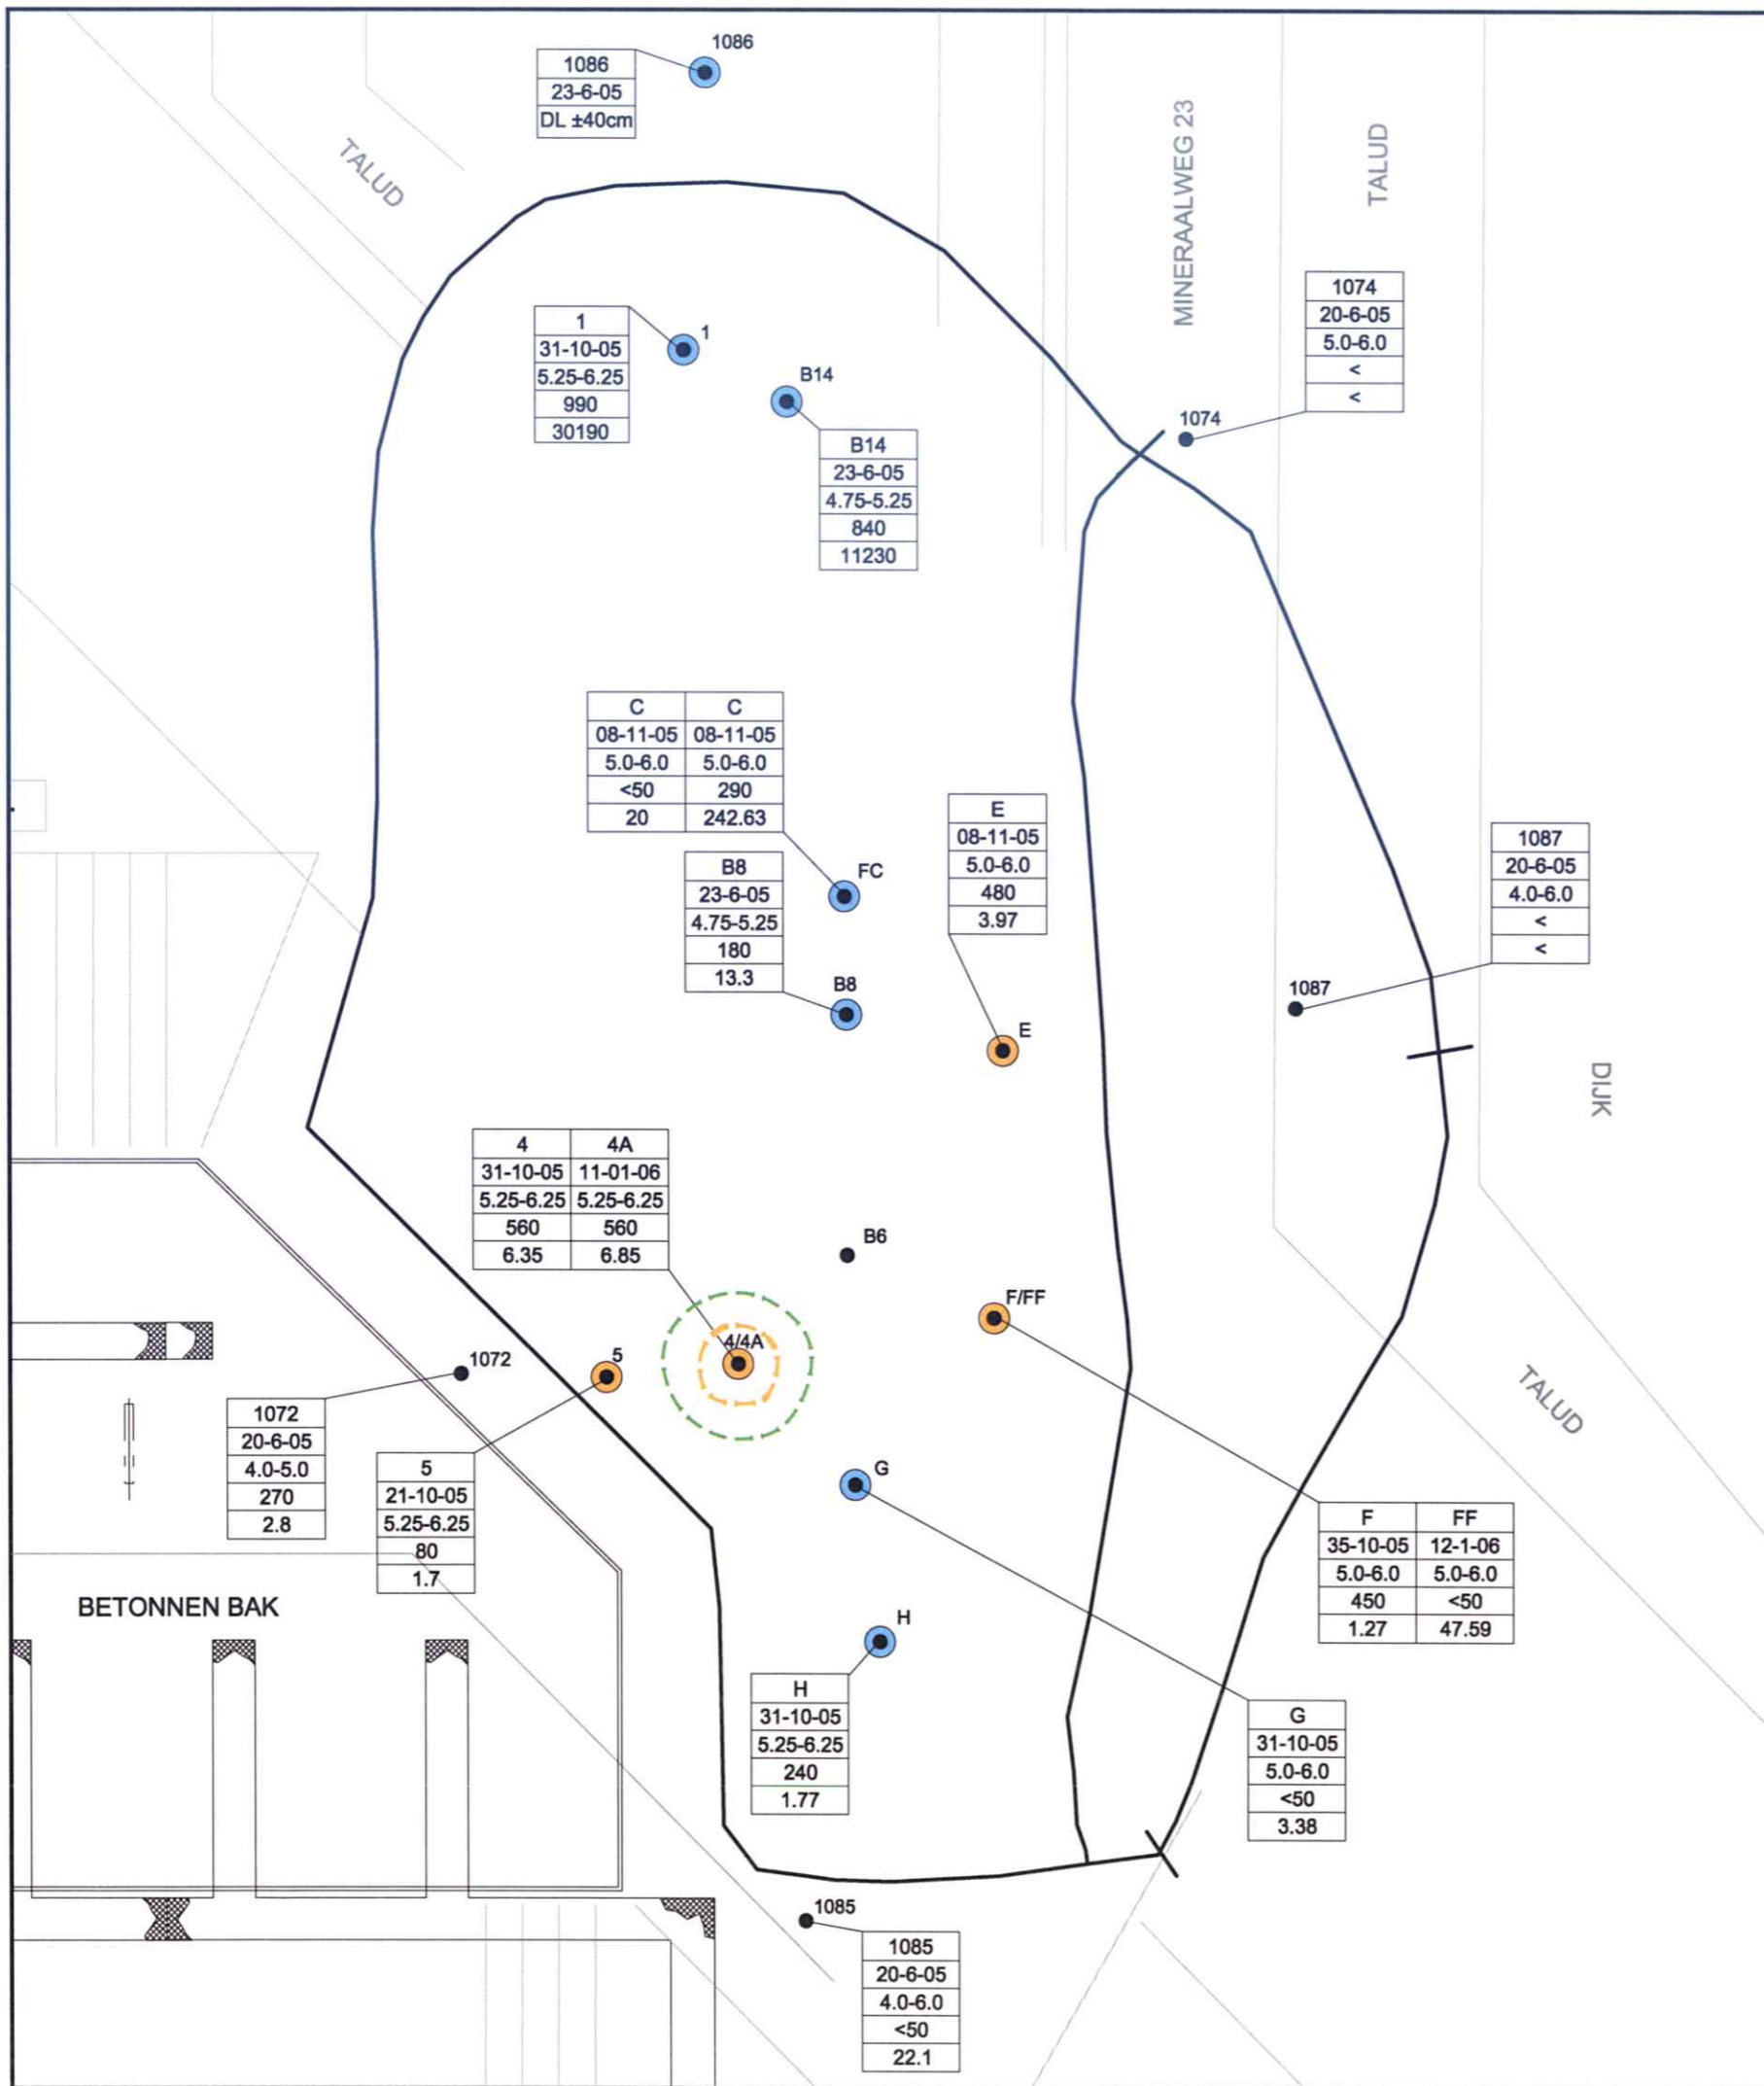 1086
1086
23-6-05
DL ±40cm
TALUD
MINERAALWEG 23
TALUD
1074
20-6-05
5.0-6.0
<
<
1074
1
31-10-05
5.25-6.25
990
30190
1
B14
B14
23-6-05
4.75-5.25
840
11230
C C
08-11-05 08-11-05
5.0-6.0 5.0-6.0
<50 290
20 242.63
FC
B8
23-6-05
4.75-5.25
180
13.3
B8
E
08-11-05
5.0-6.0
480
3.97
E
1087
20-6-05
4.0-6.0
<
<
1087
DIJK
4 4A
31-10-05 11-01-06
5.25-6.25 5.25-6.25
560 560
6.35 6.85
B6
F/FF
4/4A
5
1072
1072
20-6-05
4.0-5.0
270
2.8
5
21-10-05
5.25-6.25
80
1.7
TALUD
G
F FF
35-10-05 12-1-06
5.0-6.0 5.0-6.0
450 <50
1.27 47.59
BETONNEN BAK
H
H
31-10-05
5.25-6.25
240
1.77
G
31-10-05
5.0-6.0
<50
3.38
1085
1085
20-6-05
4.0-6.0
<50
22.1